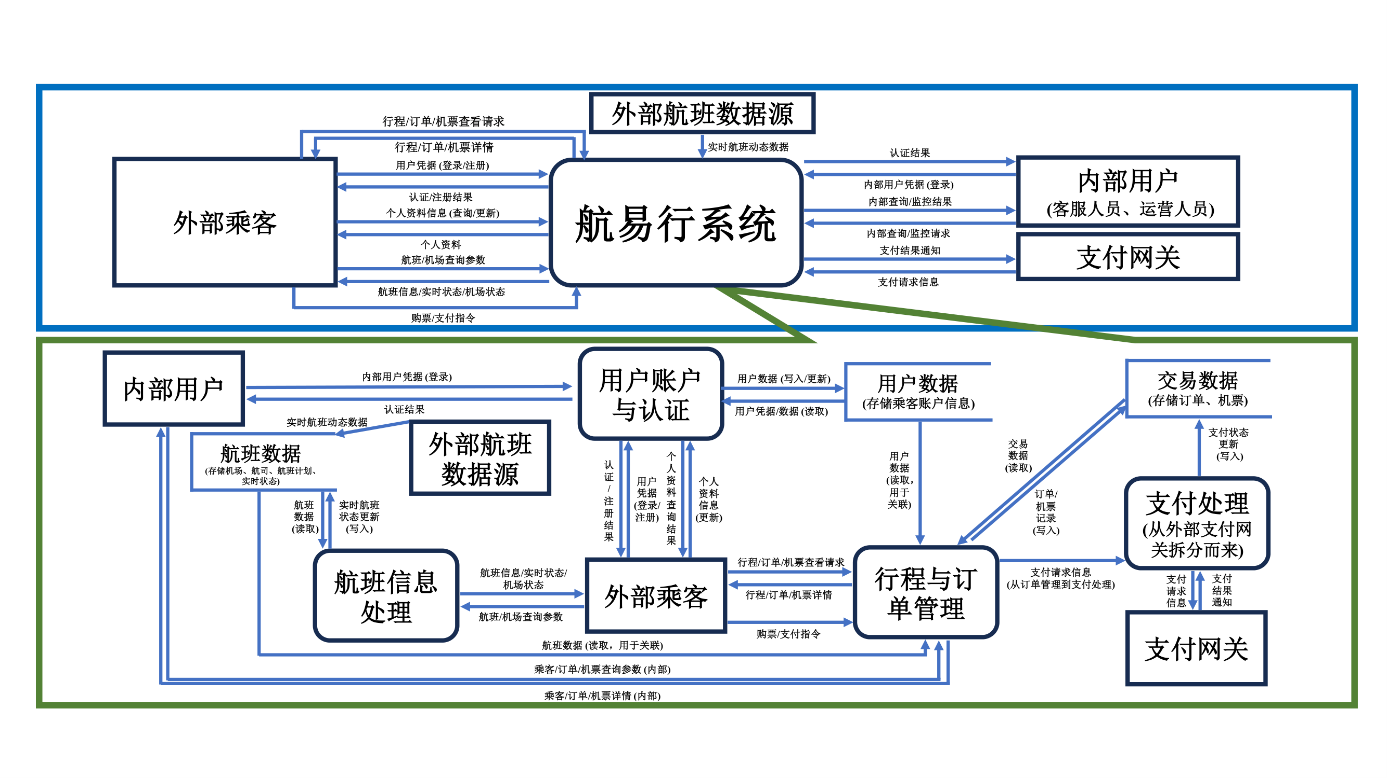 外部航班数据源
行程/订单/机票查看请求
行程/订单/机票详情
实时航班动态数据
用户凭据 (登录/注册)
认证/注册结果
个人资料信息 (查询/更新)
个人资料
航班/机场查询参数
航班信息/实时状态/机场状态
购票/支付指令
外部乘客
航易行系统
认证结果
内部用户凭据 (登录)
内部查询/监控结果
内部查询/监控请求
支付结果通知
支付请求信息
内部用户
(客服人员、运营人员)
支付网关
内部用户
内部用户凭据 (登录)
认证结果
用户账户
与认证
用户数据 (写入/更新)
用户凭据/数据 (读取)
用户数据
(存储乘客账户信息)
交易数据
(存储订单、机票)
实时航班动态数据
外部航班
数据源
航班数据
(存储机场、航司、航班计划、
实时状态)
航班
数据
(读取)
实时航班
状态更新
(写入)
认证/注册结果
用户
凭据
(登录/
注册)
个人资料查询结果
个人
资料
信息
(更新)
用户
数据
(读取,
用于
关联)
交易
数据
(读取)
订单/
机票
记录
(写入)
支付状态
更新
(写入)
支付处理
(从外部支付网
关拆分而来)
航班信息
处理
航班信息/实时状态/
机场状态
航班/机场查询参数
外部乘客
行程/订单/机票查看请求
行程/订单/机票详情
购票/支付指令
行程与订
单管理
支付请求信息
(从订单管理到支付处理)
支付
请求
信息
支付
结果
通知
支付网关
航班数据 (读取,用于关联)
乘客/订单/机票查询参数 (内部)
乘客/订单/机票详情 (内部)